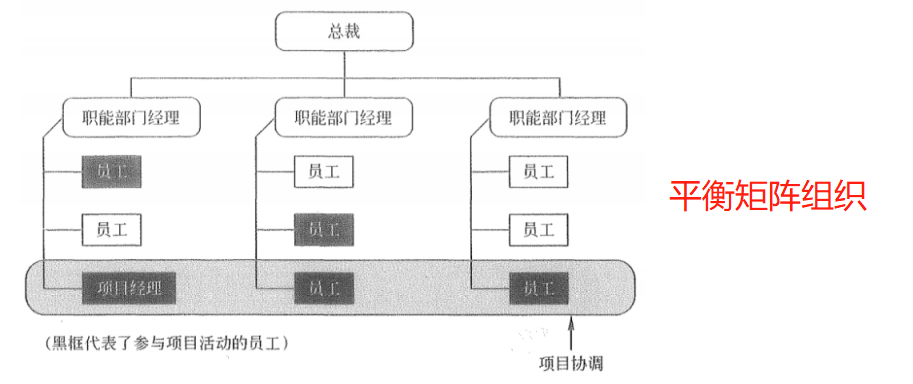 总裁
职能部门经理 职能部门经理 职能部门经理
员工 员工 员工
平衡矩阵组织
员工 员工 员工
项目经理 员工 员工
(黑框代表了参与项目活动的员工)
项目协调